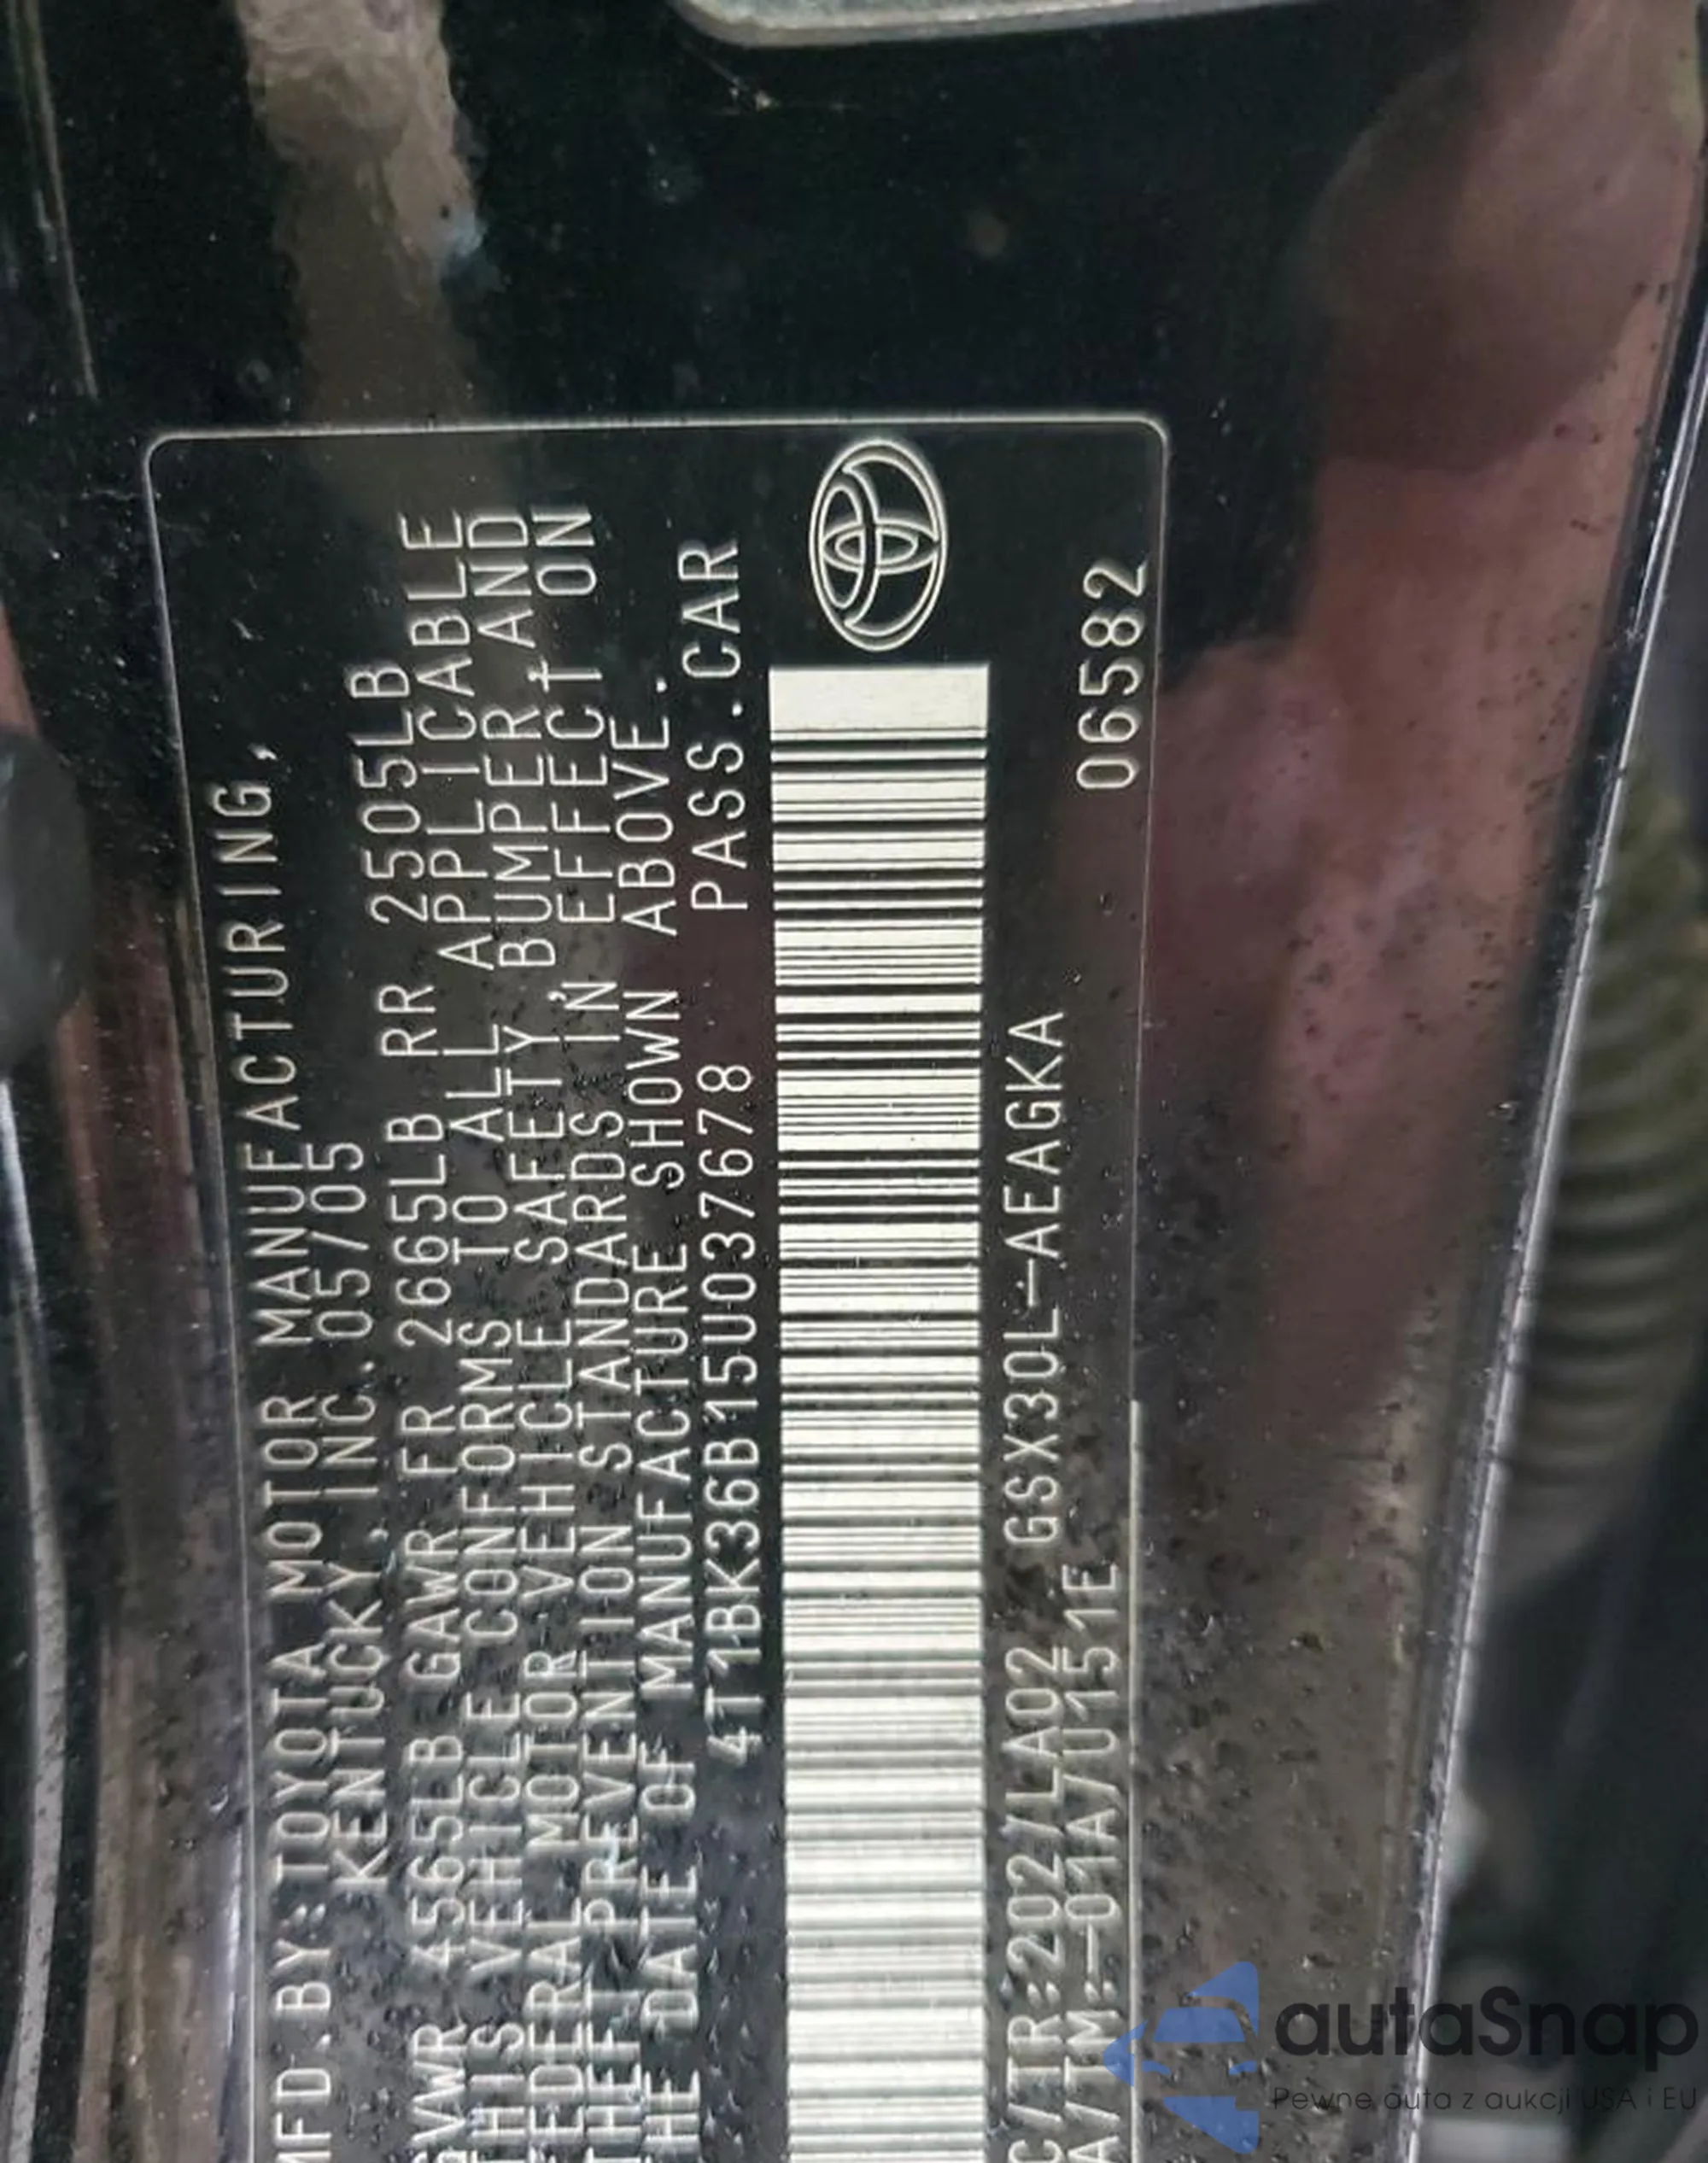 MFD.BY:TOYOTA MOTOR MANUFACTURING,
KENTUCKY, INC. 05/05
GVWR 4565LB GAWR FR 2665LB RR 2505LB
THIS VEHICLE CONFORMS TO ALL APPLICABLE
FEDERAL MOTOR VEHICLE SAFETY, BUMPER, AND
THEFT PREVENTION STANDARDS IN EFFECT ON
THE DATE OF MANUFACTURE SHOWN ABOVE.
4T1BK36B15U037678 PASS.CAR
C/TR:202/LA02 GSX30L-AEAGKA
A/TM:-01A/U151E 06582
autaSnap
Pewne auta z aukcji USA i EU